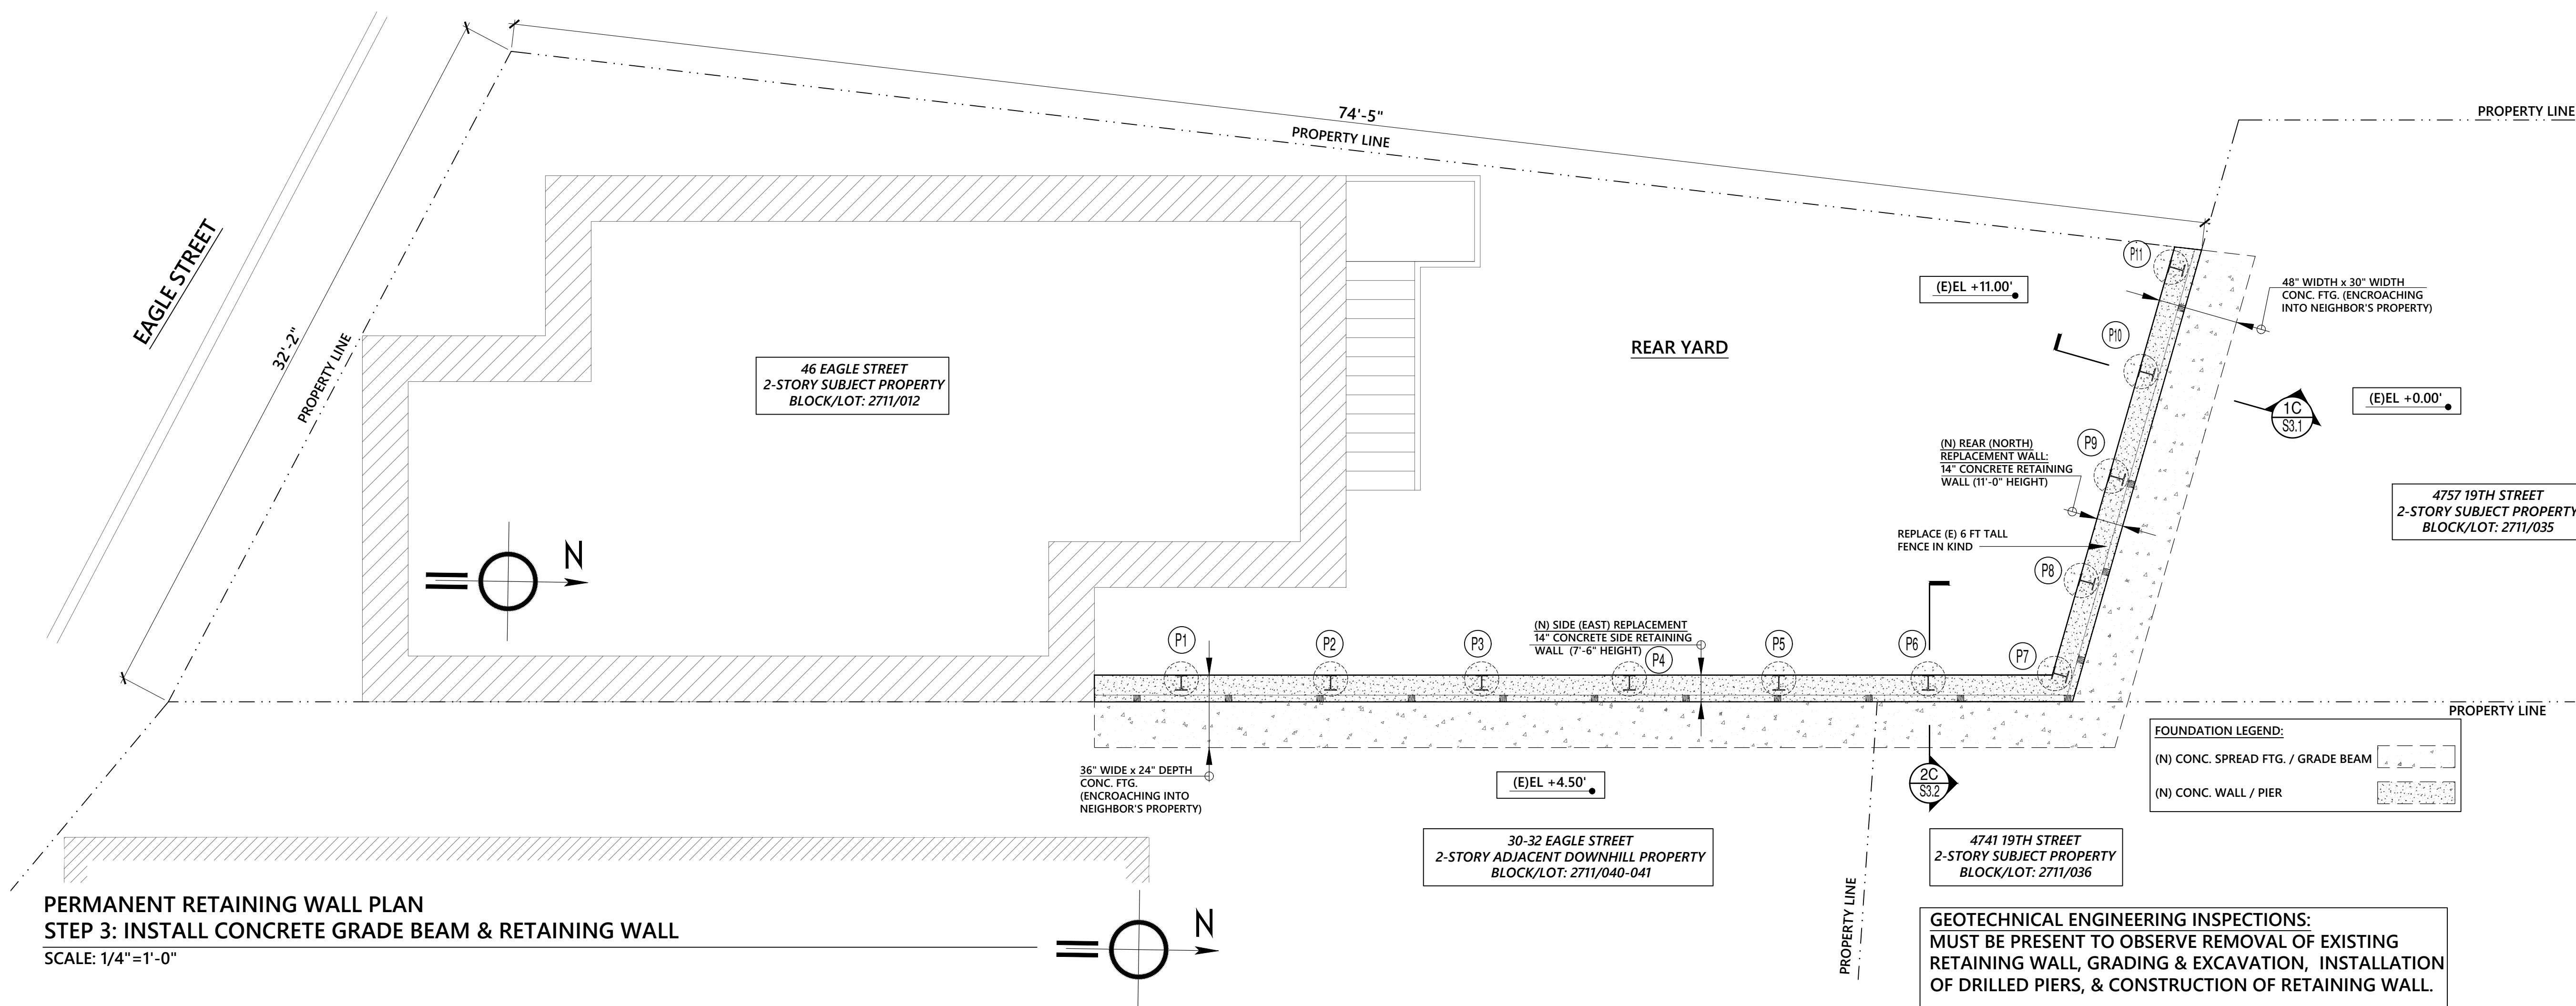 EAGLE STREET
32'-2"
PROPERTY LINE
74'-5"
PROPERTY LINE
PROPERTY LINE
46 EAGLE STREET
2-STORY SUBJECT PROPERTY
BLOCK/LOT: 2711/012
N
REAR YARD
(E)EL +11.00'
P11
P10
P9
P8
P7
48" WIDTH x 30" WIDTH
CONC. FTG. (ENCROACHING
INTO NEIGHBOR'S PROPERTY)
1C
S3.1
(E)EL +0.00'
(N) REAR (NORTH)
REPLACEMENT WALL:
14" CONCRETE RETAINING
WALL (11'-0" HEIGHT)
REPLACE (E) 6 FT TALL
FENCE IN KIND
4757 19TH STREET
2-STORY SUBJECT PROPERTY
BLOCK/LOT: 2711/035
P1
P2
P3
(N) SIDE (EAST) REPLACEMENT
14" CONCRETE SIDE RETAINING
WALL (7'-6" HEIGHT)
P4
P5
P6
PROPERTY LINE
36" WIDE x 24" DEPTH
CONC. FTG.
(ENCROACHING INTO
NEIGHBOR'S PROPERTY)
(E)EL +4.50'
2C
S3.2
FOUNDATION LEGEND:
(N) CONC. SPREAD FTG. / GRADE BEAM
(N) CONC. WALL / PIER
30-32 EAGLE STREET
2-STORY ADJACENT DOWNHILL PROPERTY
BLOCK/LOT: 2711/040-041
4741 19TH STREET
2-STORY SUBJECT PROPERTY
BLOCK/LOT: 2711/036
PROPERTY LINE
PERMANENT RETAINING WALL PLAN
STEP 3: INSTALL CONCRETE GRADE BEAM & RETAINING WALL
SCALE: 1/4"=1'-0"
N
GEOTECHNICAL ENGINEERING INSPECTIONS:
MUST BE PRESENT TO OBSERVE REMOVAL OF EXISTING
RETAINING WALL, GRADING & EXCAVATION, INSTALLATION
OF DRILLED PIERS, & CONSTRUCTION OF RETAINING WALL.